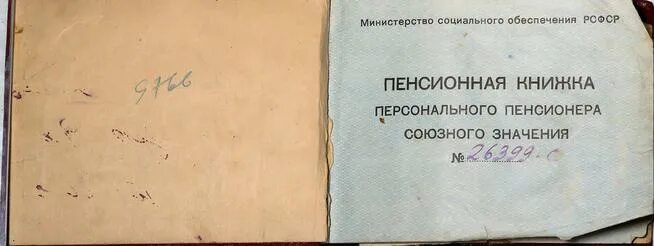 9766
Министерство социального обеспечения РСФСР
ПЕНСИОННАЯ КНИЖКА
ПЕРСОНАЛЬНОГО ПЕНСИОНЕРА
СОЮЗНОГО ЗНАЧЕНИЯ
№ 26399-с